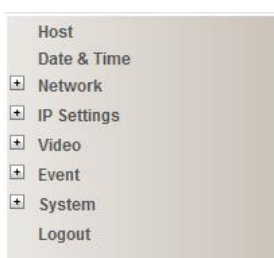 Host
Date & Time
Network
IP Settings
Video
Event
System
Logout